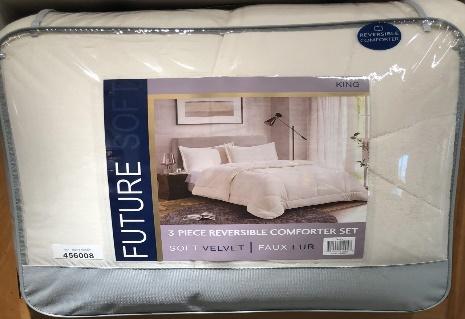 REVERSIBLE
COMFORTER
KING
FUTURE SOFT
3 PIECE REVERSIBLE COMFORTER SET
SOFT VELVET | FAUX FUR
456008